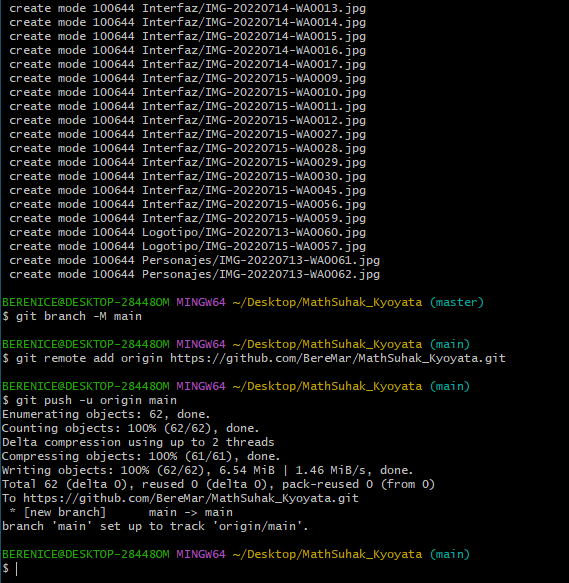 create mode 100644 Interfaz/IMG-20220714-WA0013.jpg
create mode 100644 Interfaz/IMG-20220714-WA0014.jpg
create mode 100644 Interfaz/IMG-20220714-WA0015.jpg
create mode 100644 Interfaz/IMG-20220714-WA0016.jpg
create mode 100644 Interfaz/IMG-20220714-WA0017.jpg
create mode 100644 Interfaz/IMG-20220715-WA0009.jpg
create mode 100644 Interfaz/IMG-20220715-WA0010.jpg
create mode 100644 Interfaz/IMG-20220715-WA0011.jpg
create mode 100644 Interfaz/IMG-20220715-WA0012.jpg
create mode 100644 Interfaz/IMG-20220715-WA0027.jpg
create mode 100644 Interfaz/IMG-20220715-WA0028.jpg
create mode 100644 Interfaz/IMG-20220715-WA0029.jpg
create mode 100644 Interfaz/IMG-20220715-WA0030.jpg
create mode 100644 Interfaz/IMG-20220715-WA0045.jpg
create mode 100644 Interfaz/IMG-20220715-WA0056.jpg
create mode 100644 Interfaz/IMG-20220715-WA0059.jpg
create mode 100644 Logotipo/IMG-20220713-WA0060.jpg
create mode 100644 Logotipo/IMG-20220715-WA0057.jpg
create mode 100644 Personajes/IMG-20220713-WA0061.jpg
create mode 100644 Personajes/IMG-20220713-WA0062.jpg
BERENICE@DESKTOP-28448OM MINGW64 ~/Desktop/MathSuhak_Kyoyata (master)
$ git branch -M main
BERENICE@DESKTOP-28448OM MINGW64 ~/Desktop/MathSuhak_Kyoyata (main)
$ git remote add origin https://github.com/BereMar/MathSuhak_Kyoyata.git
BERENICE@DESKTOP-28448OM MINGW64 ~/Desktop/MathSuhak_Kyoyata (main)
$ git push -u origin main
Enumerating objects: 62, done.
Counting objects: 100% (62/62), done.
Delta compression using up to 2 threads
Compressing objects: 100% (61/61), done.
Writing objects: 100% (62/62), 6.54 MiB | 1.46 MiB/s, done.
Total 62 (delta 0), reused 0 (delta 0), pack-reused 0 (from 0)
To https://github.com/BereMar/MathSuhak_Kyoyata.git
 * [new branch]      main -> main
branch 'main' set up to track 'origin/main'.
BERENICE@DESKTOP-28448OM MINGW64 ~/Desktop/MathSuhak_Kyoyata (main)
$